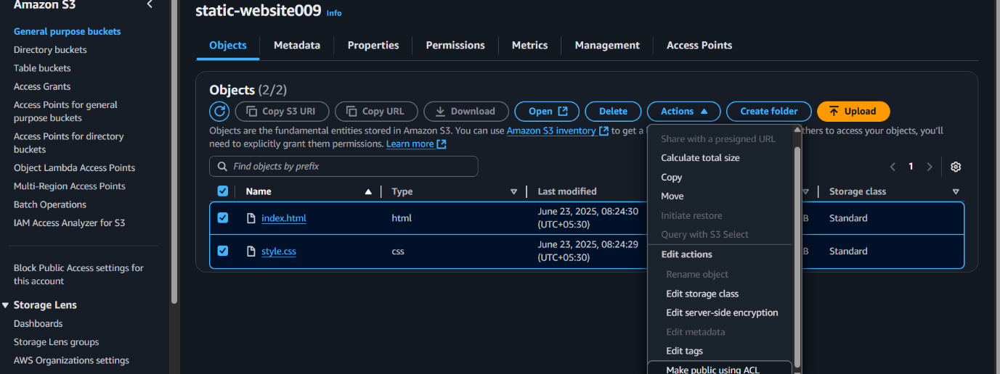 Amazon S3
General purpose buckets
Directory buckets
Table buckets
Access Grants
Access Points for general
purpose buckets
Access Points for directory
buckets
Object Lambda Access Points
Multi-Region Access Points
Batch Operations
IAM Access Analyzer for S3
Block Public Access settings for
this account
Storage Lens
Dashboards
Storage Lens groups
AWS Organizations settings
static-website009 Info
Objects Metadata Properties Permissions Metrics Management Access Points
Objects (2/2)
Copy S3 URI Copy URL Download Open Delete Actions Create folder Upload
Objects are the fundamental entities stored in Amazon S3. You can use Amazon S3 inventory to get a thers to access your objects, you'll
need to explicitly grant them permissions. Learn more
Find objects by prefix
1
Name Type Last modified Storage class
index.html html June 23, 2025, 08:24:30 B Standard
(UTC+05:30)
style.css css June 23, 2025, 08:24:29 B Standard
(UTC+05:30)
Share with a presigned URL
Calculate total size
Copy
Move
Initiate restore
Query with S3 Select
Edit actions
Rename object
Edit storage class
Edit server-side encryption
Edit metadata
Edit tags
Make public using ACL